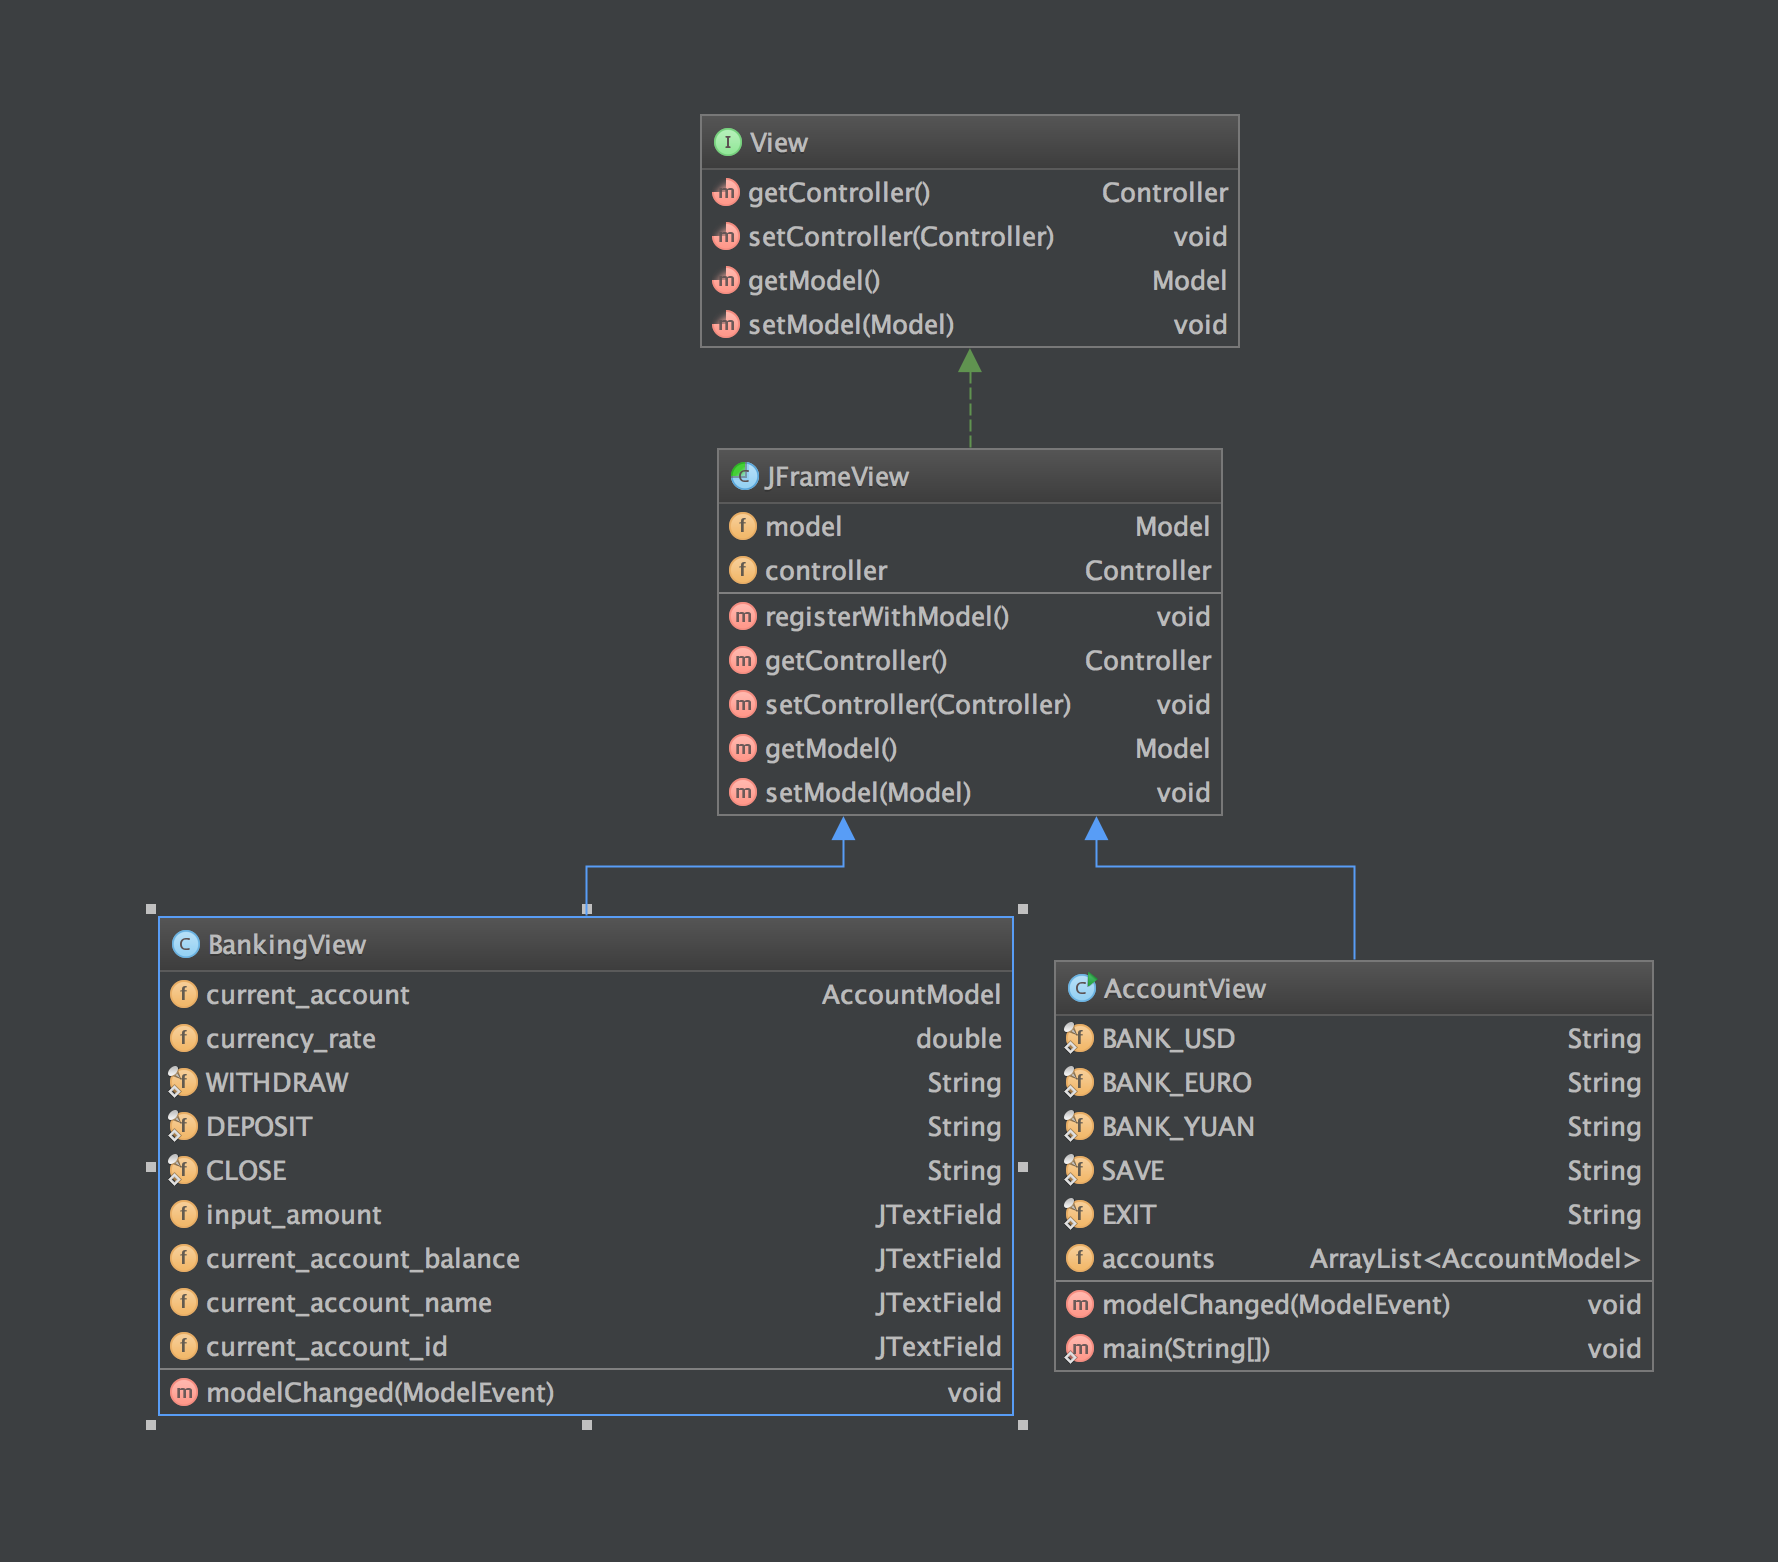 I View
m getController() Controller
m setController(Controller) void
m getModel() Model
m setModel(Model) void
C JFrameView
f model Model
f controller Controller
m registerWithModel() void
m getController() Controller
m setController(Controller) void
m getModel() Model
m setModel(Model) void
C BankingView
f current_account AccountModel
f currency_rate double
f WITHDRAW String
f DEPOSIT String
f CLOSE String
f input_amount JTextField
f current_account_balance JTextField
f current_account_name JTextField
f current_account_id JTextField
m modelChanged(ModelEvent) void
C AccountView
f BANK_USD String
f BANK_EURO String
f BANK_YUAN String
f SAVE String
f EXIT String
f accounts ArrayList<AccountModel>
m modelChanged(ModelEvent) void
m main(String[]) void